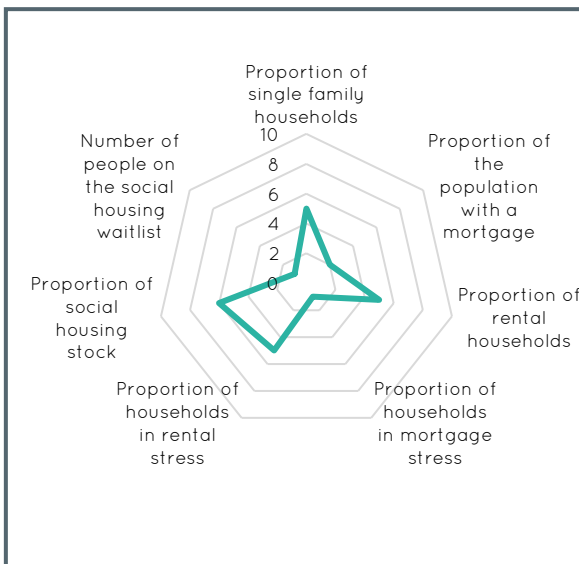 Proportion of
single family
households
10
8
6
4
2
0
Proportion of
the
population
with a
mortgage
Proportion of
rental
households
Proportion of
households
in mortgage
stress
Proportion of
households
in rental
stress
Proportion of
social
housing
stock
Number of
people on
the social
housing
waitlist